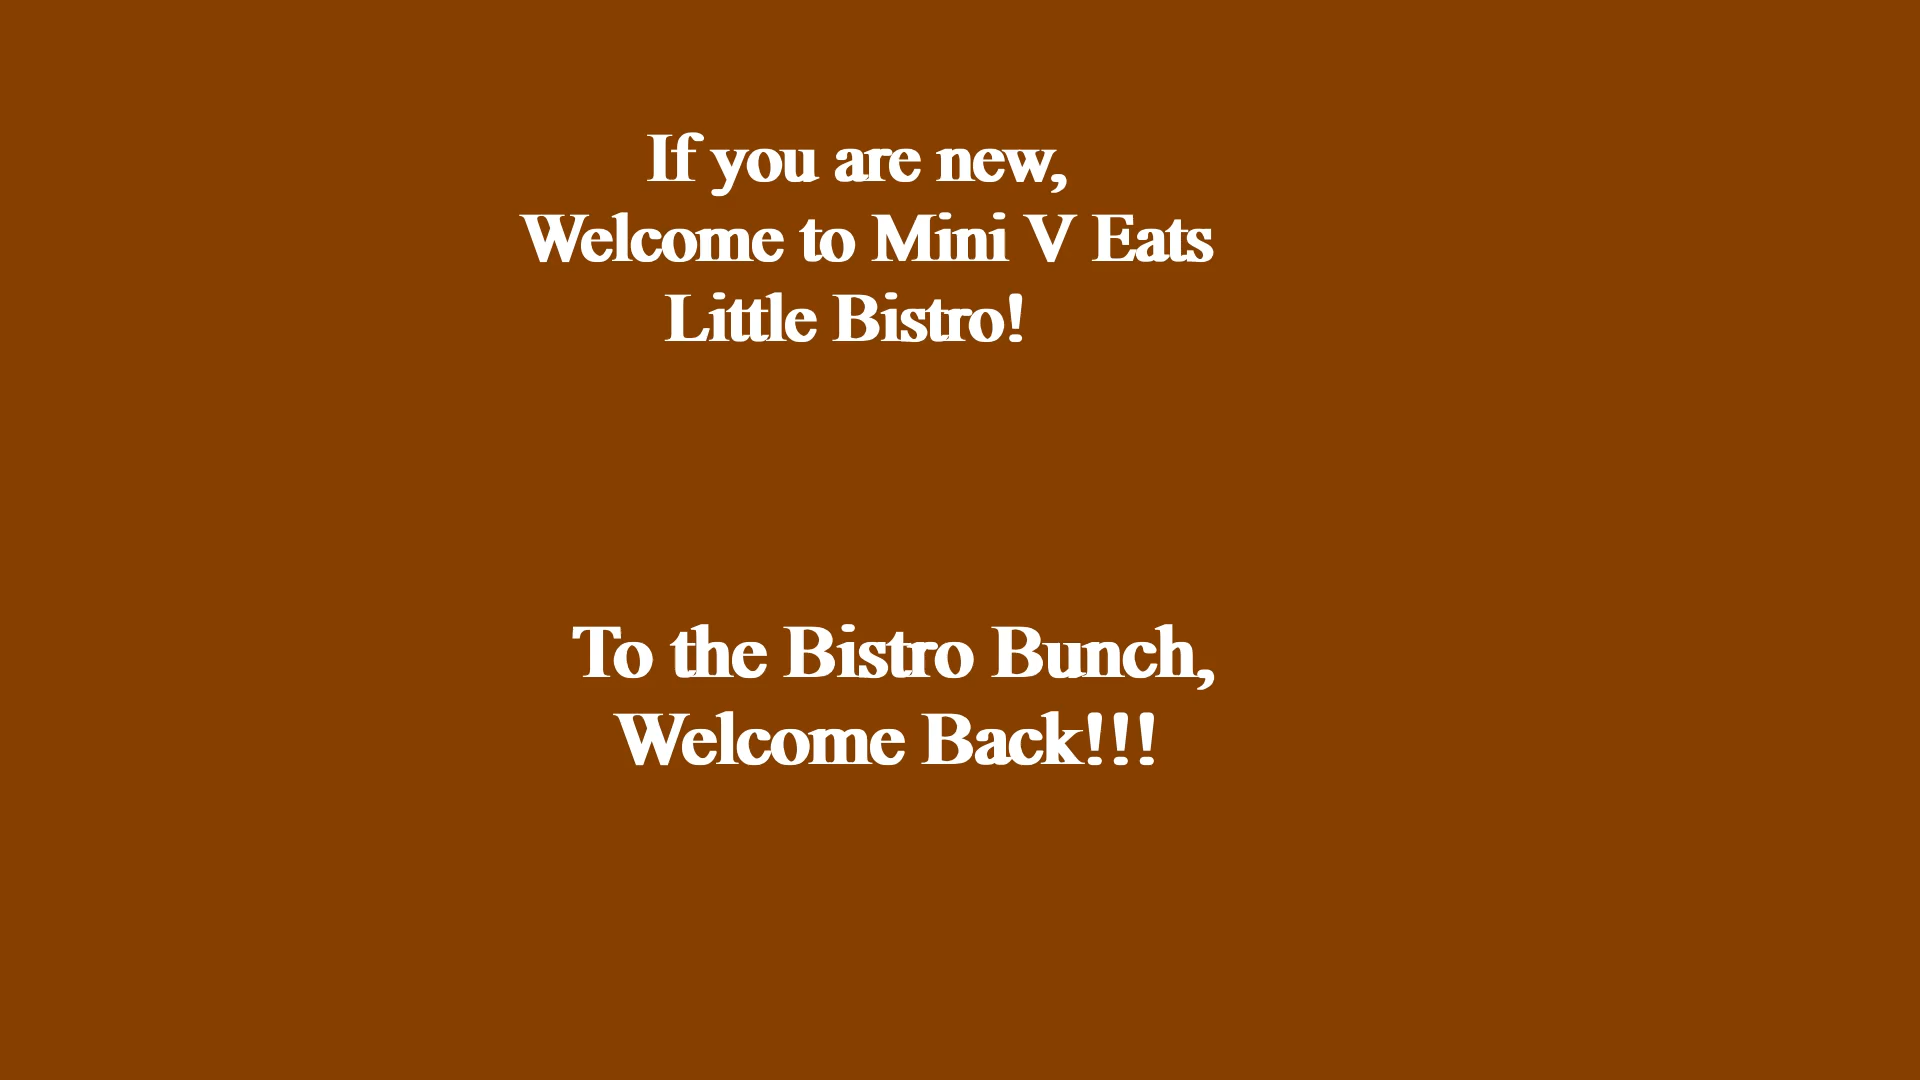 If you are new,
Welcome to Mini V Eats
Little Bistro!
To the Bistro Bunch,
Welcome Back!!!